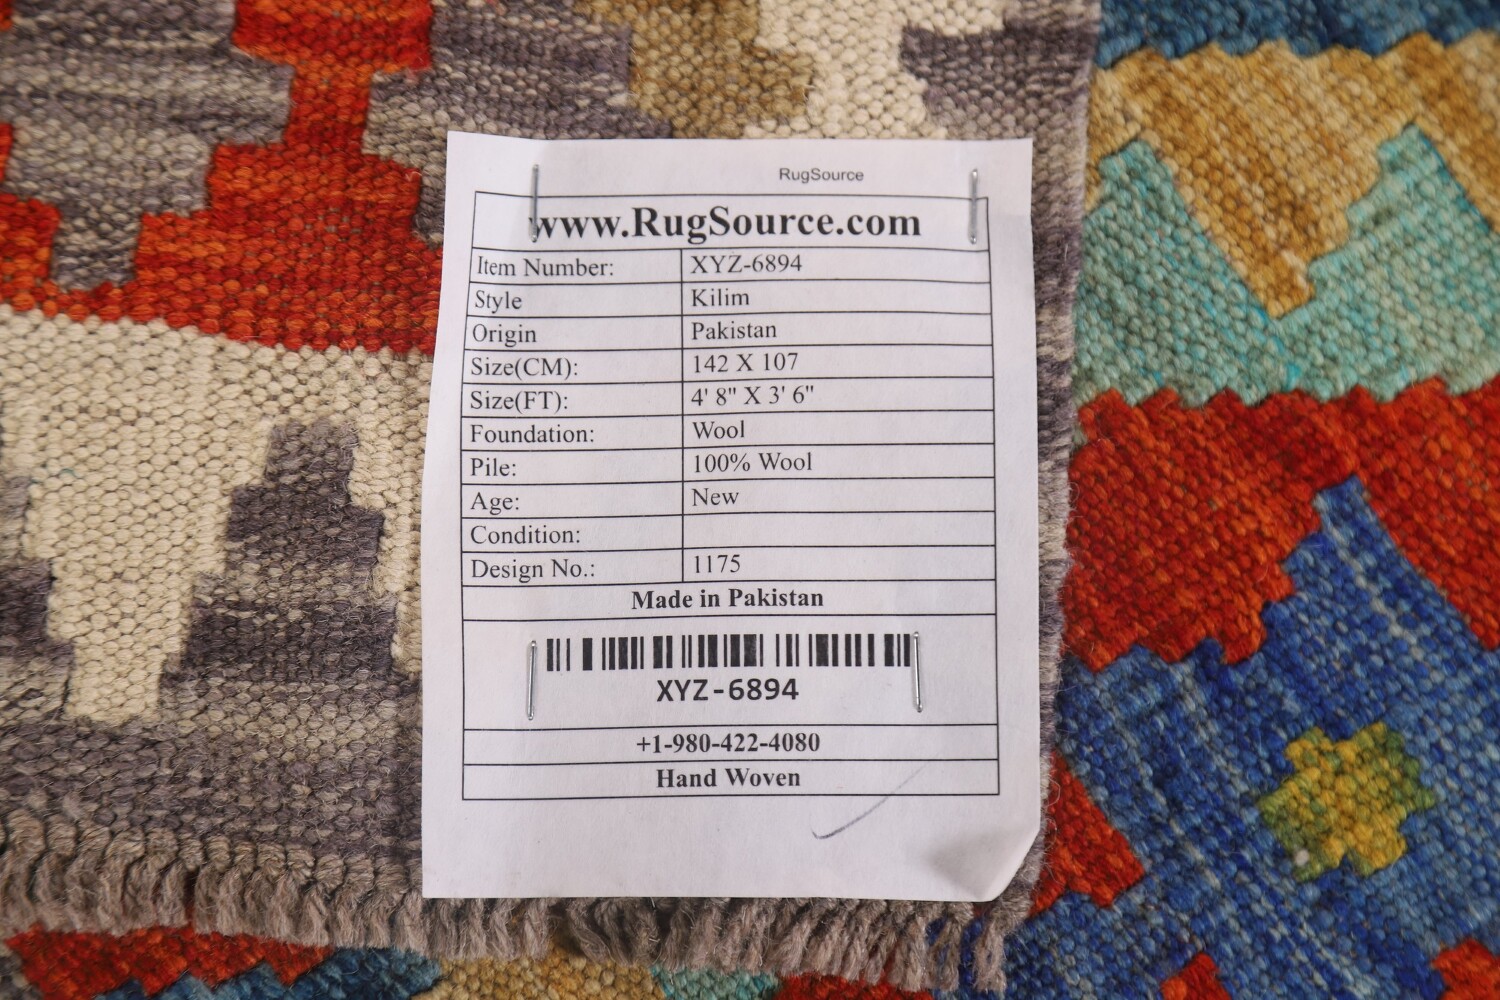 RugSource
www.RugSource.com
Item Number: XYZ-6894
Style Kilim
Origin Pakistan
Size(CM): 142 X 107
Size(FT): 4' 8" X 3' 6"
Foundation: Wool
Pile: 100% Wool
Age: New
Condition:
Design No.: 1175
Made in Pakistan
XYZ-6894
+1-980-422-4080
Hand Woven